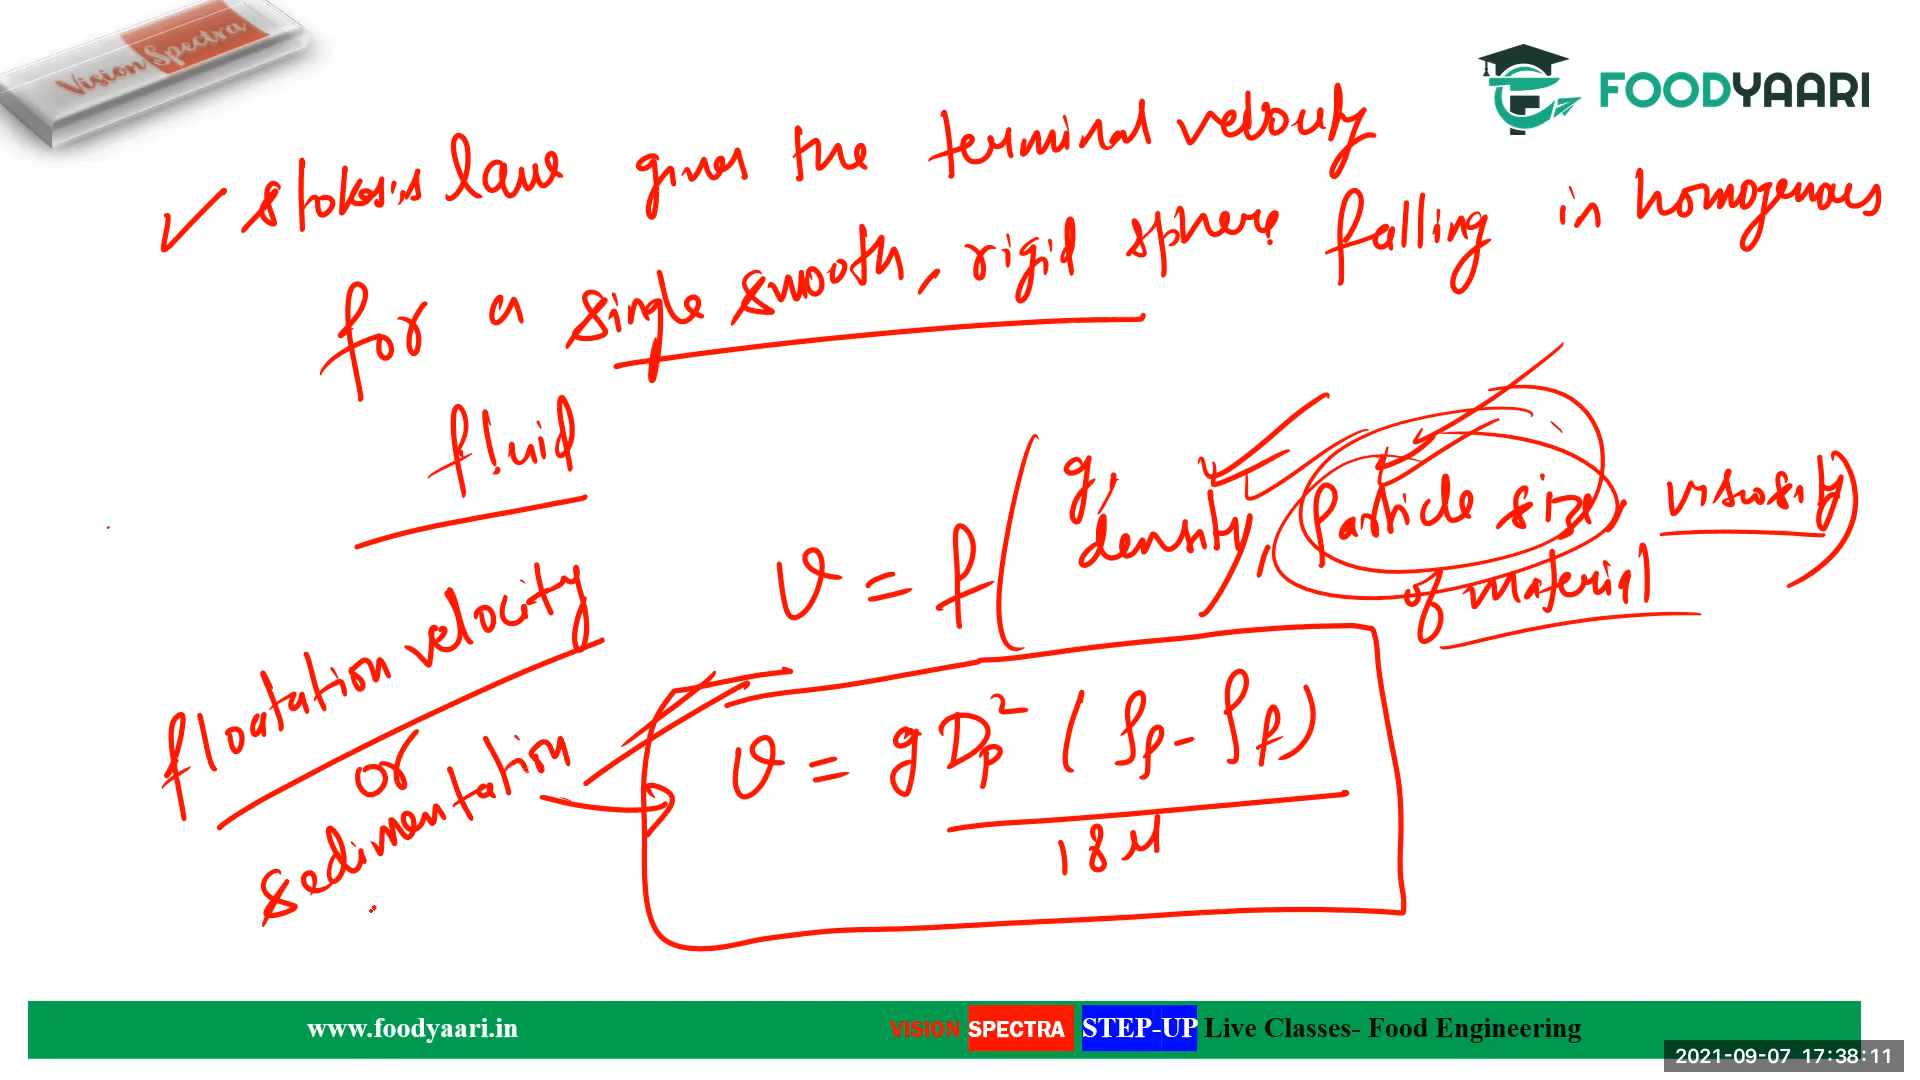 Vision Spectra
FOODYAARI
✓ Stokes's law gives the terminal velocity
for a single smooth, rigid sphere falling in homogenous
fluid
v = f ( g, density, Particle size of material, viscosity )
floatation velocity
or
sedimentation
v = g Dp² ( ρp - ρf )
18 μ
www.foodyaari.in
VISION SPECTRA STEP-UP Live Classes- Food Engineering
2021-09-07 17:38:11